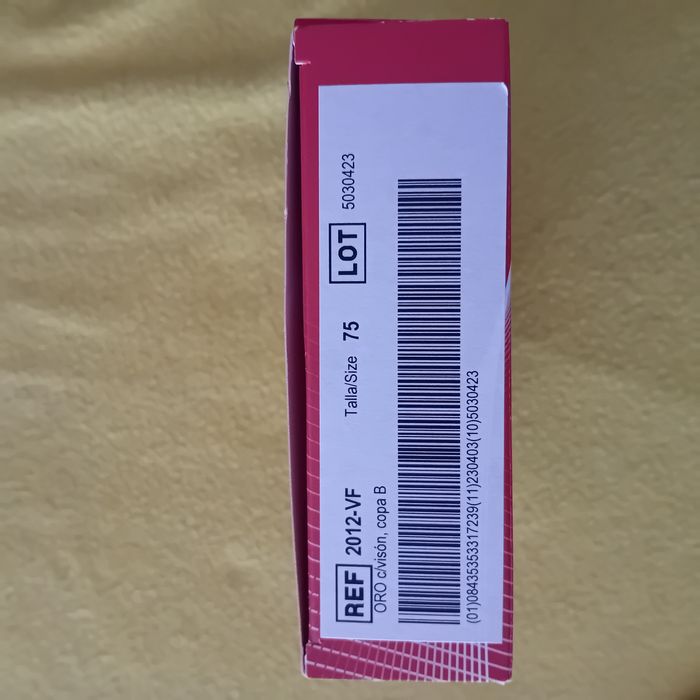 REF 2012-VF Talla/Size 75 LOT 5030423
ORO c/visón, copa B
(01)08435353317239(11)230403(10)5030423